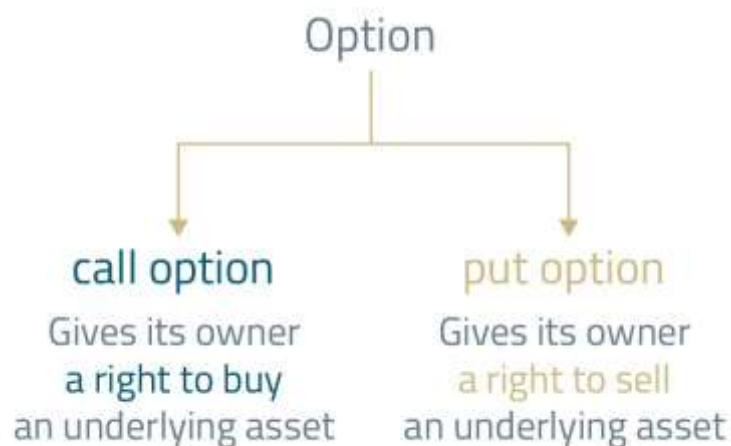 Option
call option
Gives its owner
a right to buy
an underlying asset
put option
Gives its owner
a right to sell
an underlying asset